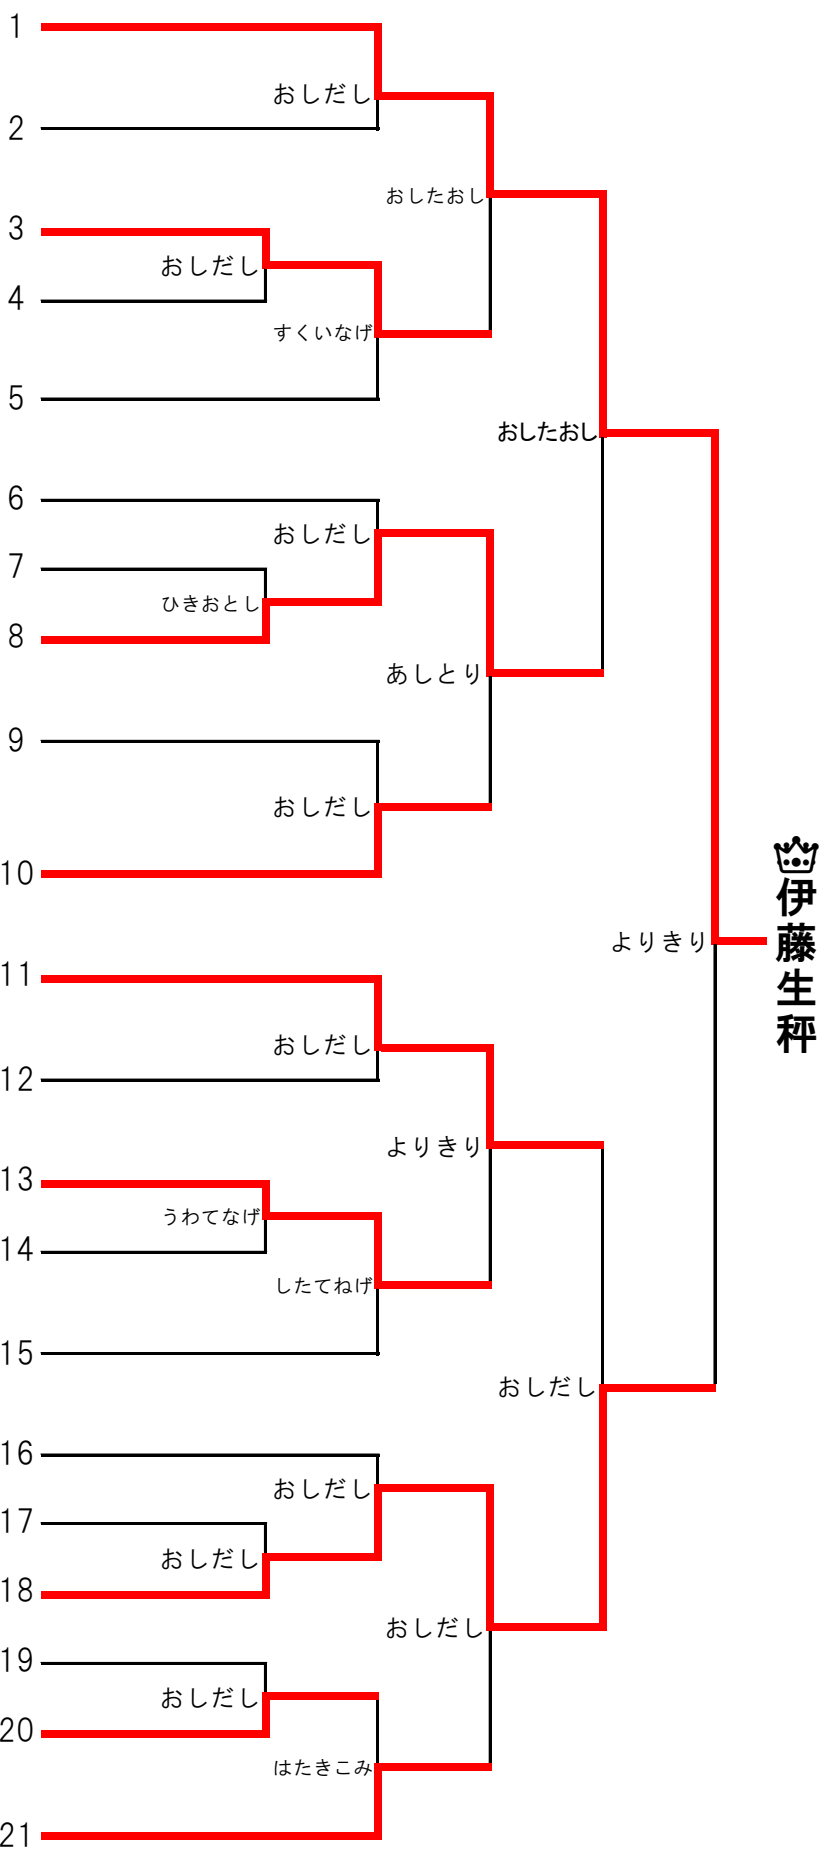 1
おしだし
2
おしたおし
3
おしだし
4
すくいなげ
5
おしたおし
6
おしだし
7
ひきおとし
8
あしとり
9
おしだし
10
伊藤生秤
よりきり
11
おしだし
12
よりきり
13
うわてなげ
14
したてねげ
15
おしだし
16
おしだし
17
おしだし
18
おしだし
19
おしだし
20
はたきこみ
21